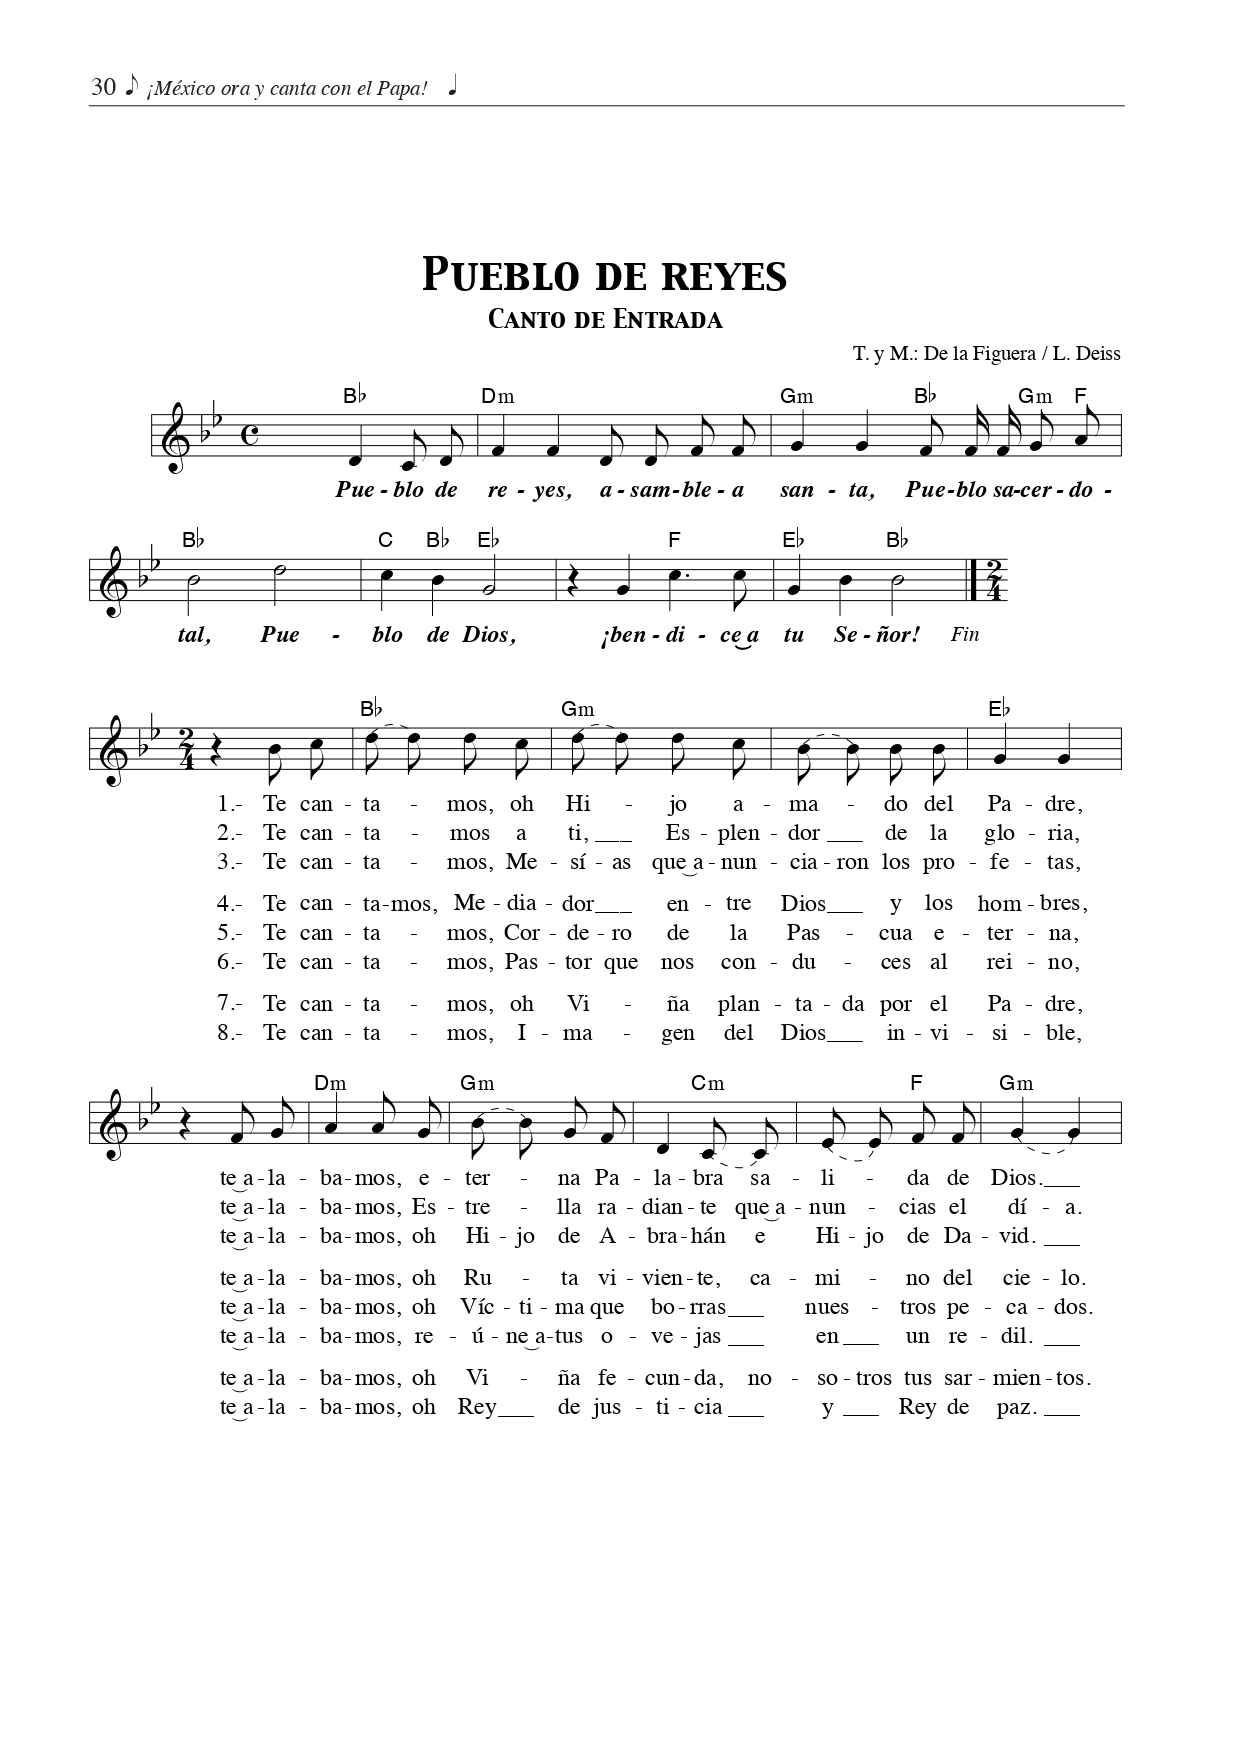 30 ¡México ora y canta con el Papa!
Pueblo de reyes
Canto de Entrada
T. y M.: De la Figuera / L. Deiss
B♭ Dm Gm B♭ Gm F
Pue - blo de re - yes, a - sam - ble - a san - ta, Pue - blo sa - cer - do -
B♭ C B♭ E♭ F E♭ B♭
tal, Pue - blo de Dios, ¡ben - di - ce‿a tu Se - ñor! Fin
B♭ Gm E♭
1.- Te can - ta - mos, oh Hi - jo a - ma - do del Pa - dre,
2.- Te can - ta - mos a ti, ___ Es - plen - dor ___ de la glo - ria,
3.- Te can - ta - mos, Me - sí - as que‿a - nun - cia - ron los pro - fe - tas,
4.- Te can - ta - mos, Me - dia - dor ___ en - tre Dios ___ y los hom - bres,
5.- Te can - ta - mos, Cor - de - ro de la Pas - cua e - ter - na,
6.- Te can - ta - mos, Pas - tor que nos con - du - ces al rei - no,
7.- Te can - ta - mos, oh Vi - ña plan - ta - da por el Pa - dre,
8.- Te can - ta - mos, I - ma - gen del Dios ___ in - vi - si - ble,
Dm Gm Cm F Gm
te‿a - la - ba - mos, e - ter - na Pa - la - bra sa - li - da de Dios. ___
te‿a - la - ba - mos, Es - tre - lla ra - dian - te que‿a - nun - cias el dí - a.
te‿a - la - ba - mos, oh Hi - jo de A - bra - hán e Hi - jo de Da - vid. ___
te‿a - la - ba - mos, oh Ru - ta vi - vien - te, ca - mi - no del cie - lo.
te‿a - la - ba - mos, oh Víc - ti - ma que bo - rras ___ nues - tros pe - ca - dos.
te‿a - la - ba - mos, re - ú - ne‿a - tus o - ve - jas ___ en ___ un re - dil. ___
te‿a - la - ba - mos, oh Vi - ña fe - cun - da, no - so - tros tus sar - mien - tos.
te‿a - la - ba - mos, oh Rey ___ de jus - ti - cia ___ y ___ Rey de paz. ___